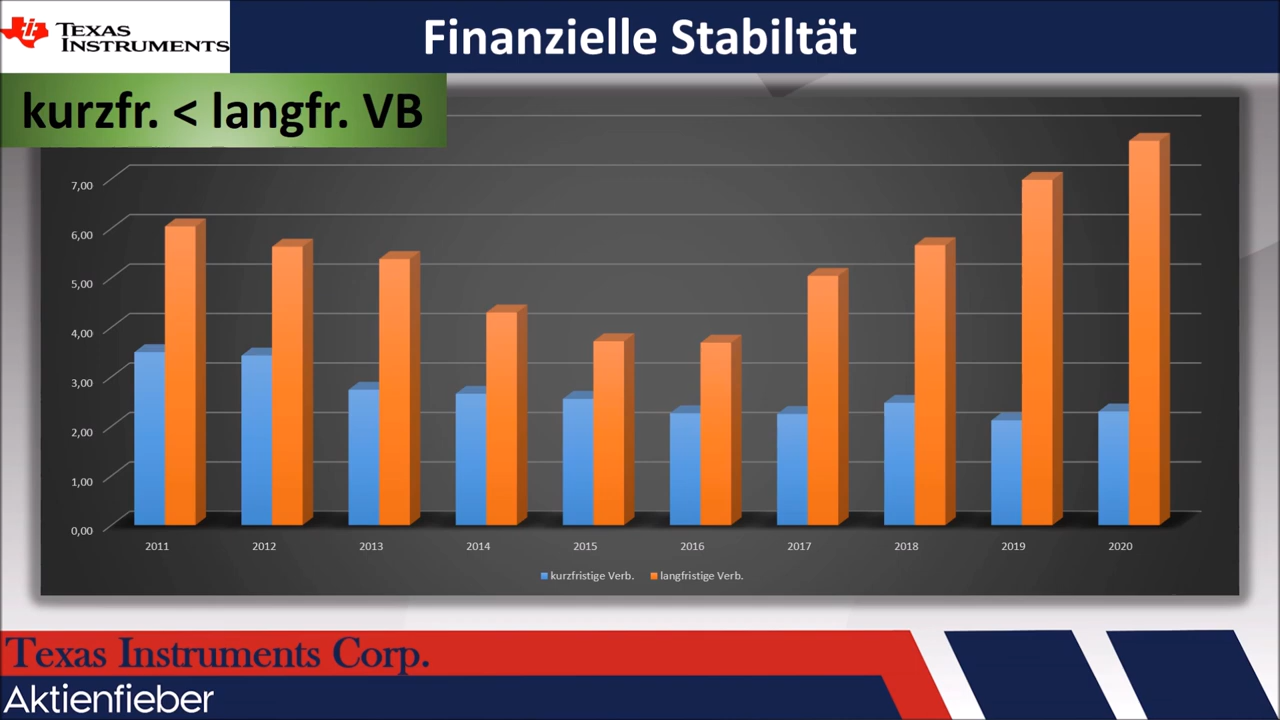 TEXAS
INSTRUMENTS
Finanzielle Stabiltät
kurzfr. < langfr. VB
7,00
6,00
5,00
4,00
3,00
2,00
1,00
0,00
2011 2012 2013 2014 2015 2016 2017 2018 2019 2020
kurzfristige Verb. langfristige Verb.
Texas Instruments Corp.
Aktienfieber